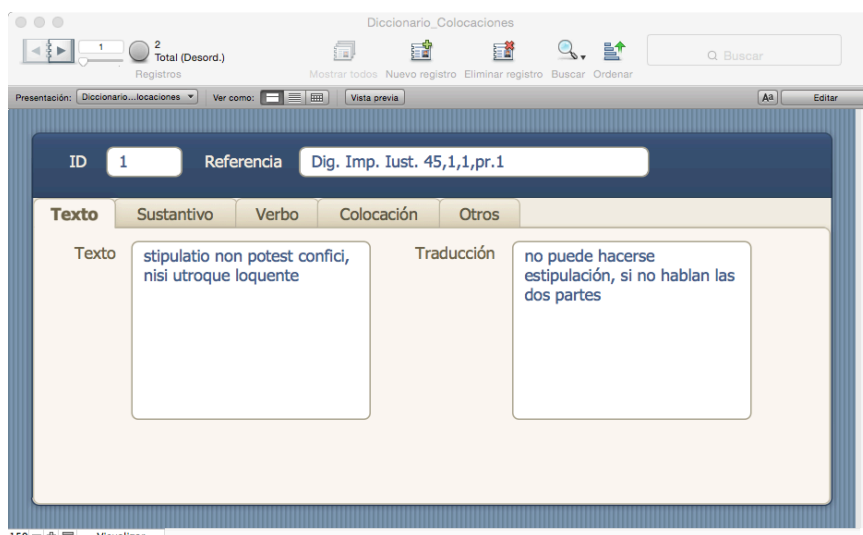 Diccionario_Colocaciones
1
2
Total (Desord.)
Registros
Mostrar todos Nuevo registro Eliminar registro Buscar Ordenar
Buscar
Presentación: Diccionario...locaciones Ver como: Vista previa Aa Editar
ID 1 Referencia Dig. Imp. Iust. 45,1,1,pr.1
Texto Sustantivo Verbo Colocación Otros
Texto stipulatio non potest confici,
nisi utroque loquente
Traducción no puede hacerse
estipulación, si no hablan las
dos partes